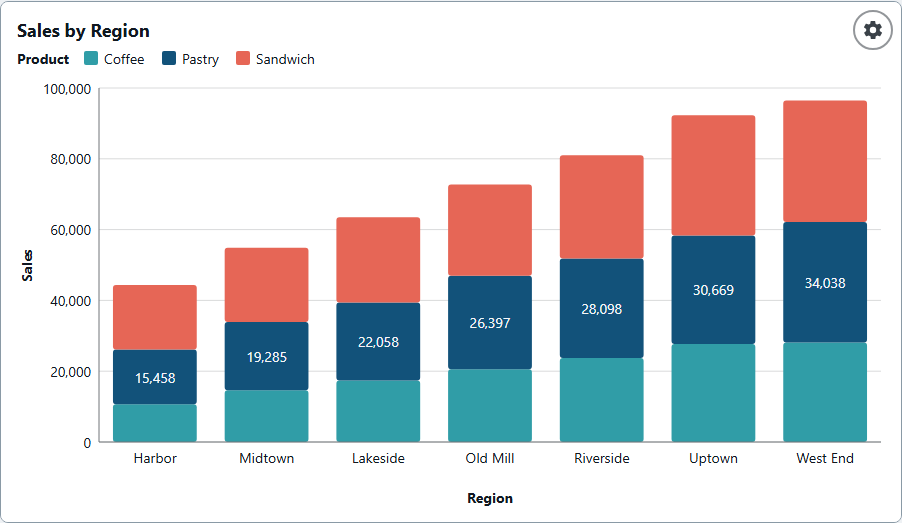 Sales by Region
Product Coffee Pastry Sandwich
100,000
80,000
60,000
40,000
20,000
0
Sales
15,458
19,285
22,058
26,397
28,098
30,669
34,038
Harbor Midtown Lakeside Old Mill Riverside Uptown West End
Region